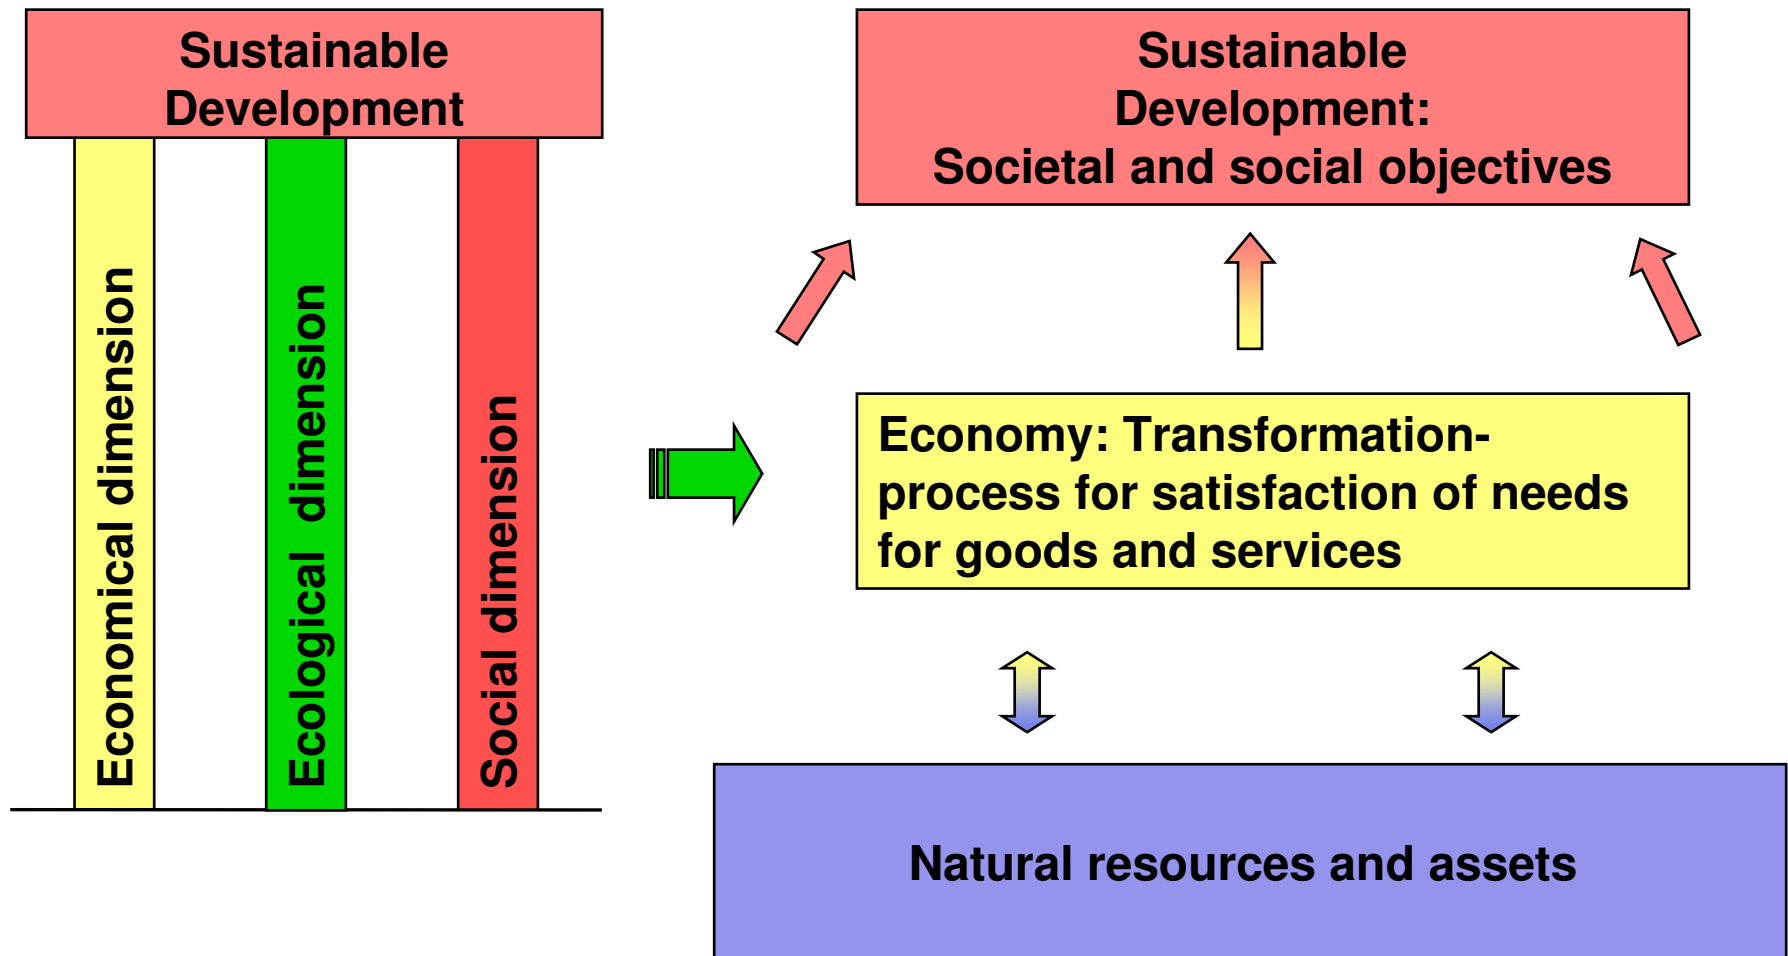 Sustainable
Development
Economical dimension
Ecological dimension
Social dimension
Sustainable
Development:
Societal and social objectives
Economy: Transformation-
process for satisfaction of needs
for goods and services
Natural resources and assets